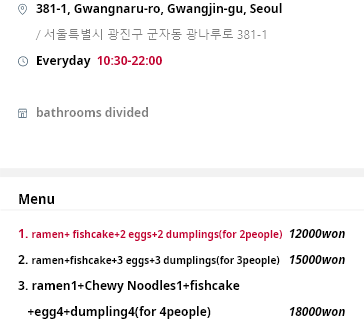 381-1, Gwangnaru-ro, Gwangjin-gu, Seoul
/ 서울특별시 광진구 군자동 광나루로 381-1
Everyday 10:30-22:00
bathrooms divided
Menu
1. ramen+ fishcake+2 eggs+2 dumplings(for 2people) 12000won
2. ramen+fishcake+3 eggs+3 dumplings(for 3people) 15000won
3. ramen1+Chewy Noodles1+fishcake
+egg4+dumpling4(for 4people) 18000won